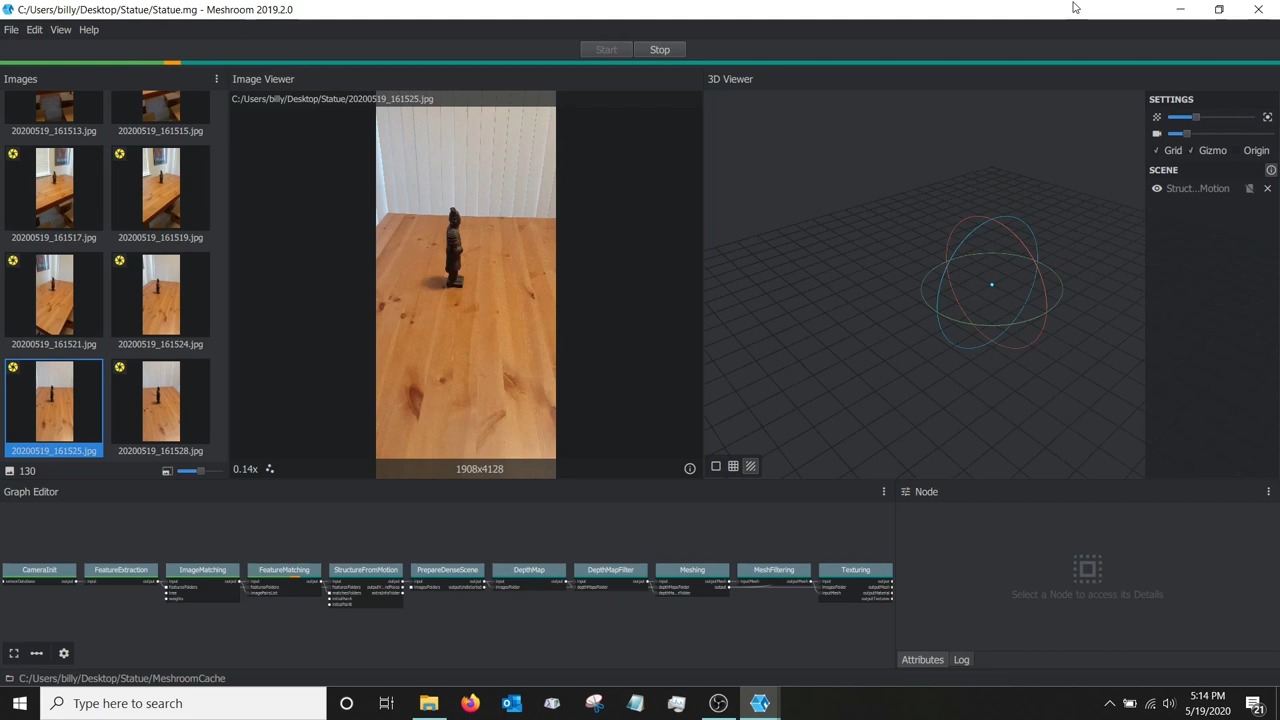 C:/Users/billy/Desktop/Statue/Statue.mg - Meshroom 2019.2.0
File Edit View Help
Start Stop
Images
Image Viewer
3D Viewer
C:/Users/billy/Desktop/Statue/20200519_161525.jpg
20200519_161513.jpg 20200519_161515.jpg
20200519_161517.jpg 20200519_161519.jpg
20200519_161521.jpg 20200519_161524.jpg
20200519_161525.jpg 20200519_161528.jpg
130
0.14x
1908x4128
SETTINGS
Grid Gizmo Origin
SCENE
Struct...Motion
Graph Editor
Node
CameraInit FeatureExtraction ImageMatching FeatureMatching StructureFromMotion PrepareDenseScene DepthMap DepthMapFilter Meshing MeshFiltering Texturing
Select a Node to access its Details
Attributes Log
C:/Users/billy/Desktop/Statue/MeshroomCache
Type here to search
5:14 PM
5/19/2020
21